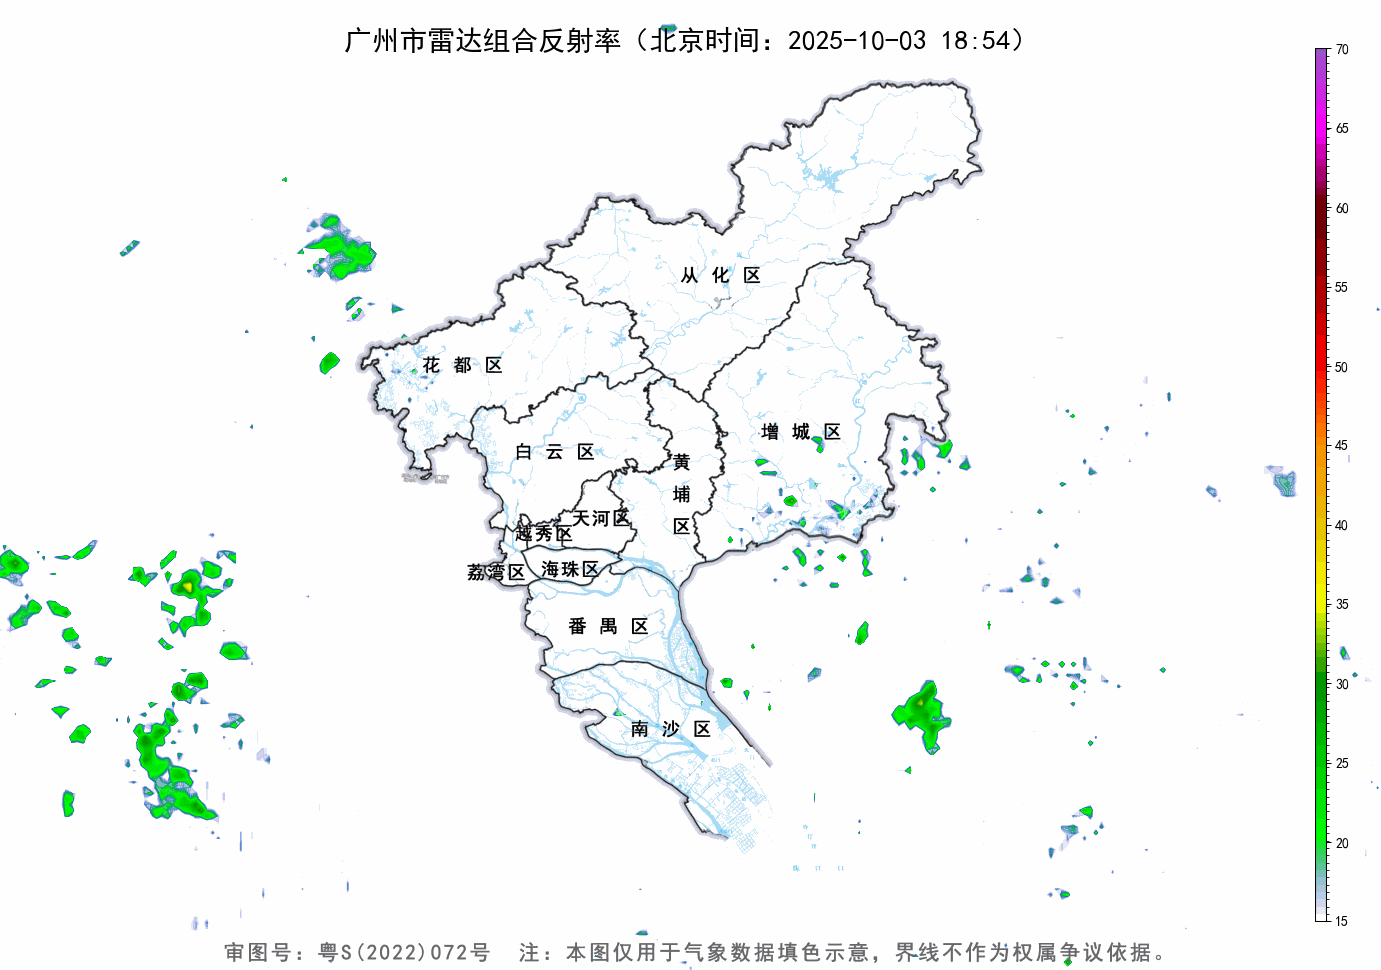 广州市雷达组合反射率（北京时间：2025-10-03 18:54）
70
65
60
55
50
45
40
35
30
25
20
15
从化区
花都区
增城区
白云区
黄埔区
天河区
越秀区
荔湾区
海珠区
番禺区
南沙区
审图号：粤S(2022)072号 注：本图仅用于气象数据填色示意，界线不作为权属争议依据。